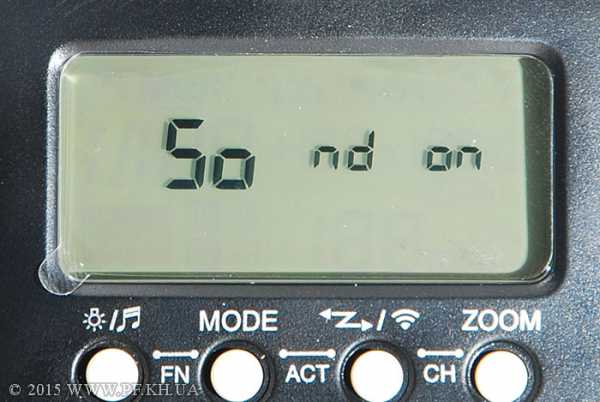 So nd on
/♫ MODE / ZOOM
FN ACT CH
© 2015 WWW.PF.KH.UA